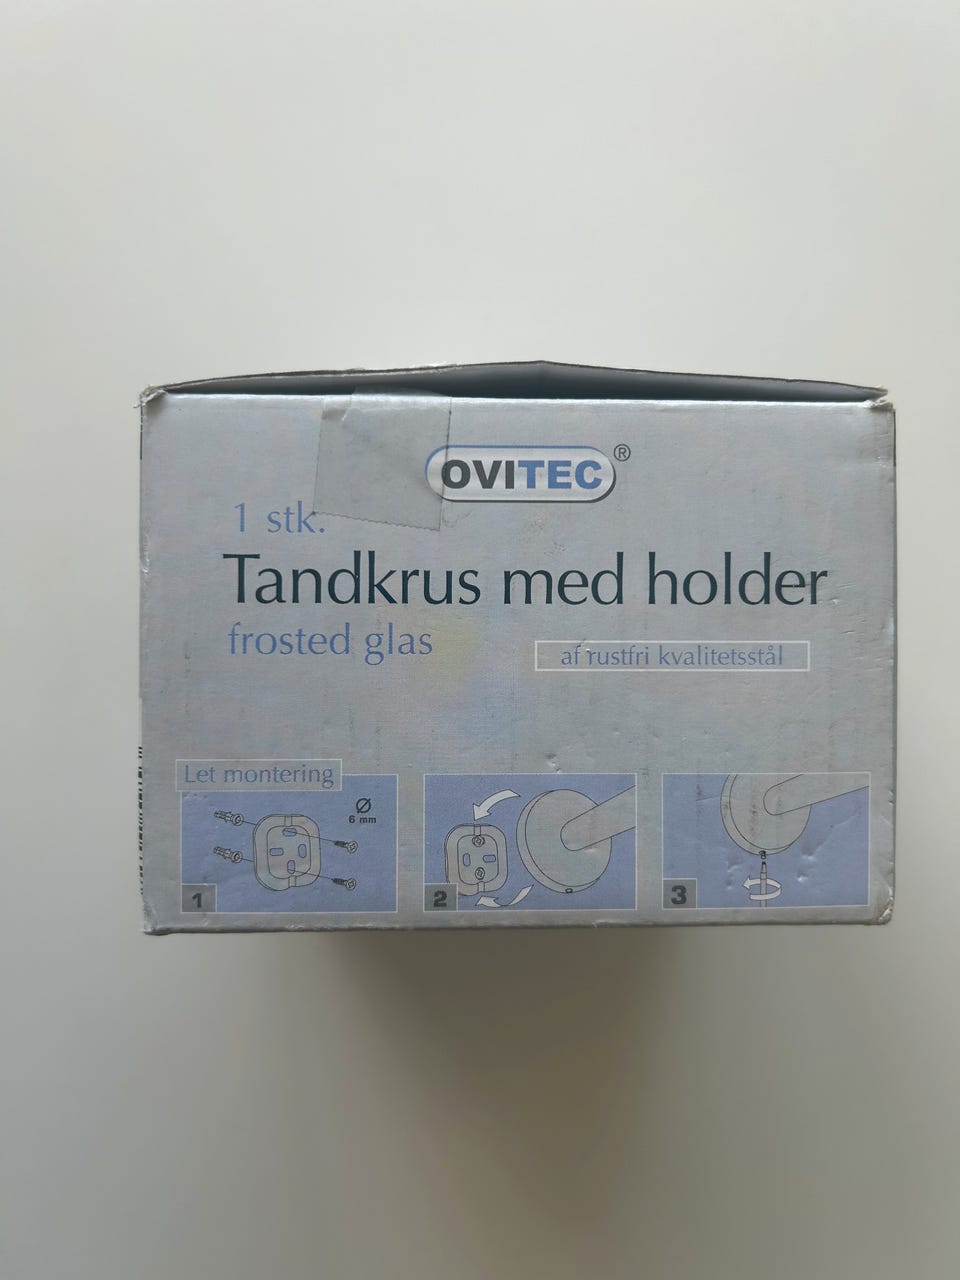 OVITEC®
1 stk.
Tandkrus med holder
frosted glas
af rustfri kvalitetsstål
Let montering
Ø
6 mm
1
2
3